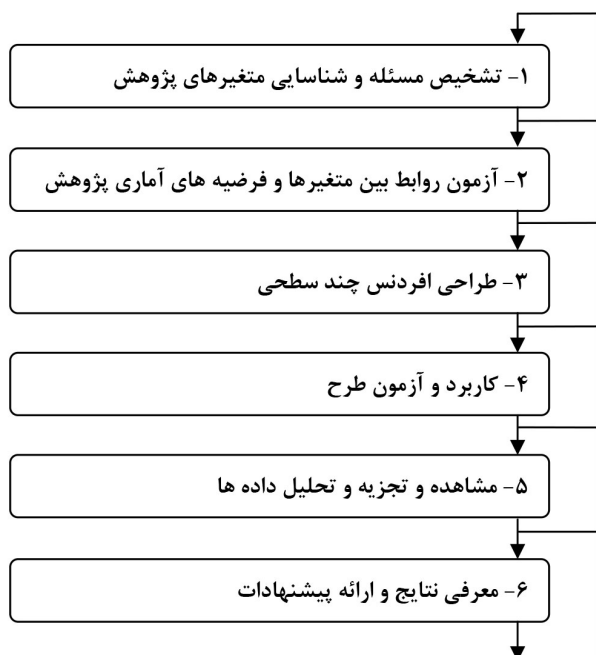 ۱- تشخیص مسئله و شناسایی متغیرهای پژوهش
۲- آزمون روابط بین متغیرها و فرضیه های آماری پژوهش
۳- طراحی افردنس چند سطحی
۴- کاربرد و آزمون طرح
۵- مشاهده و تجزیه و تحلیل داده ها
۶- معرفی نتایج و ارائه پیشنهادات